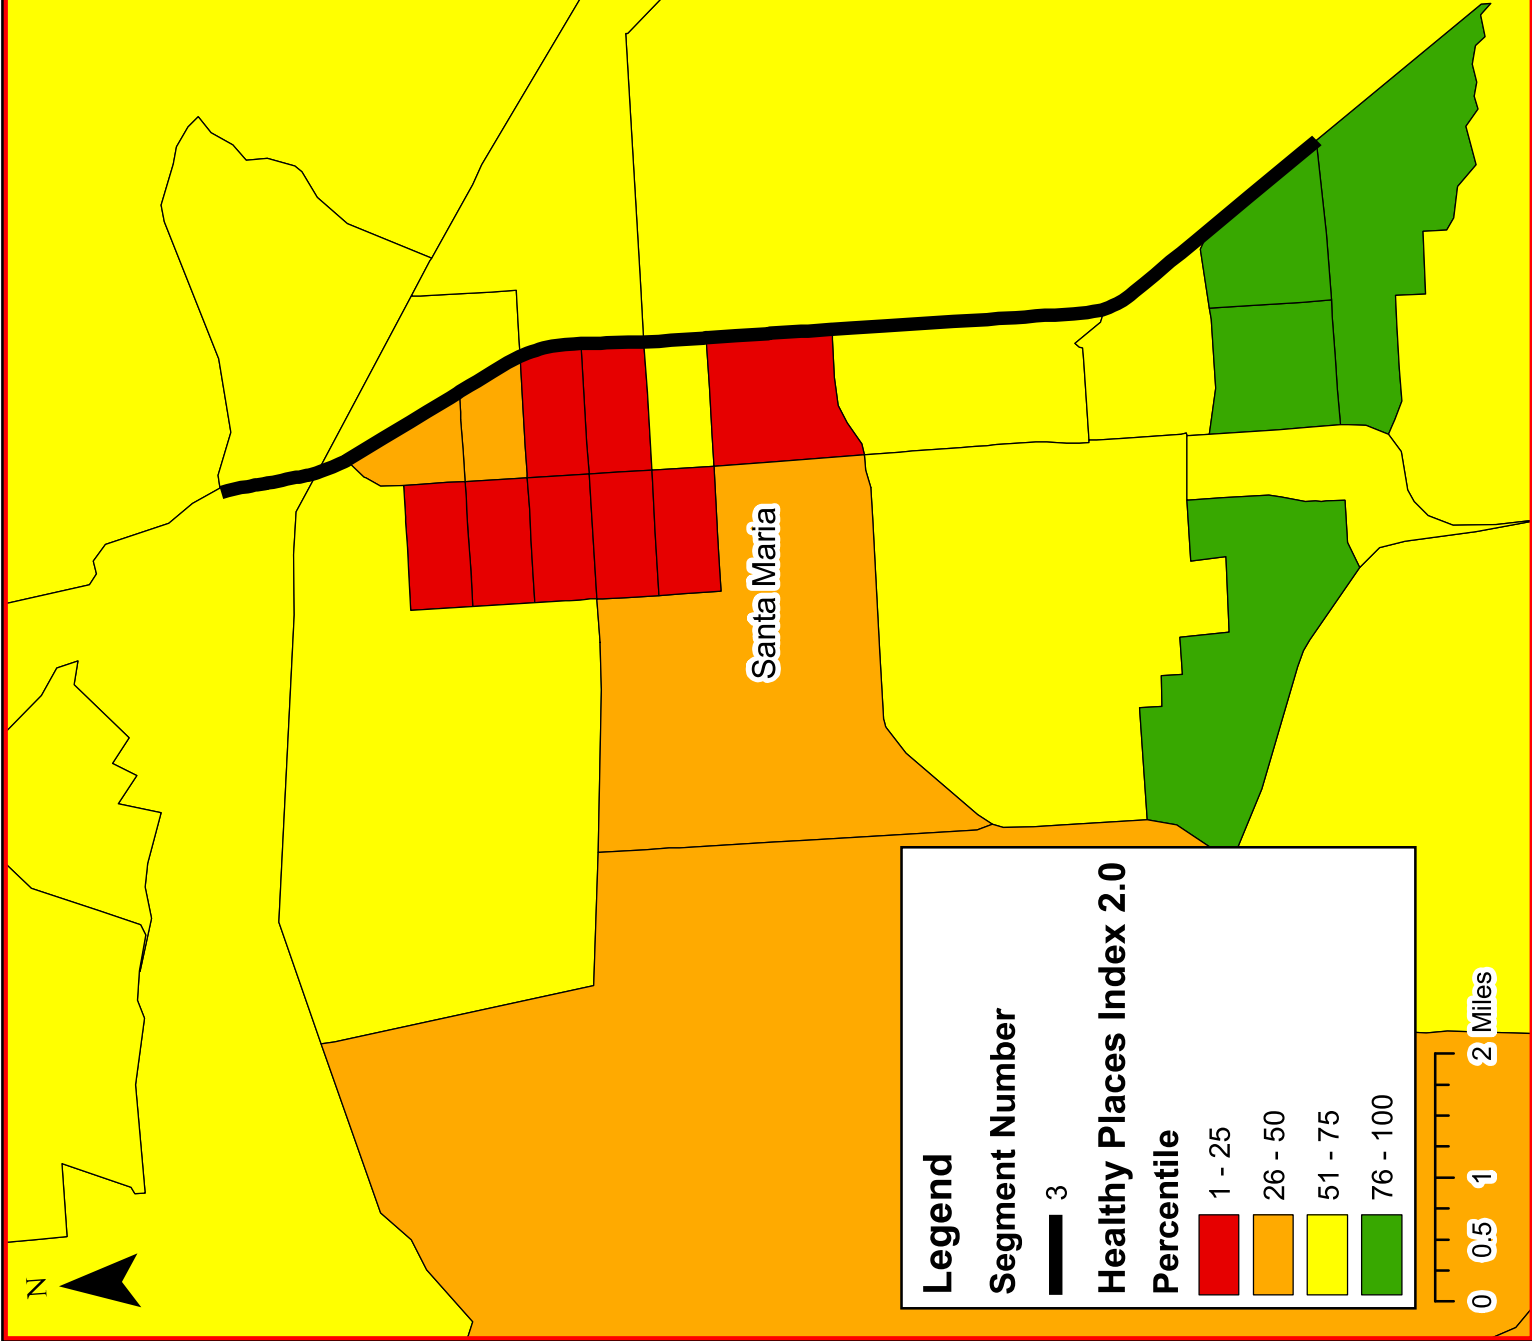 N
Santa Maria
Legend
Segment Number
3
Healthy Places Index 2.0
Percentile
1 - 25
26 - 50
51 - 75
76 - 100
0 0.5 1 2 Miles